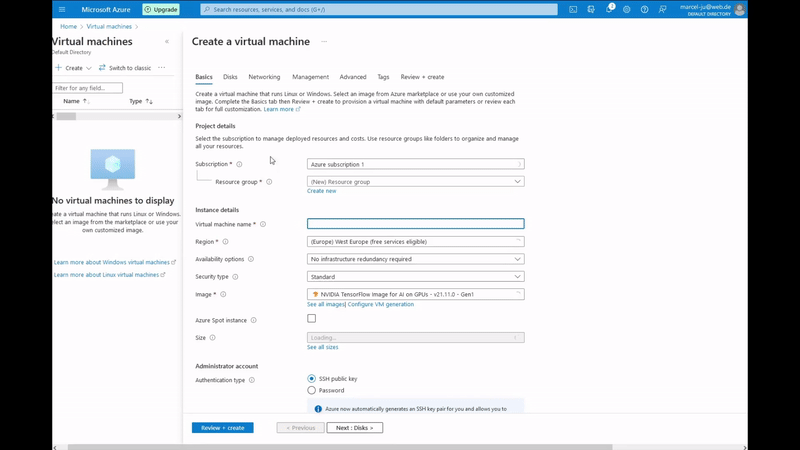 Microsoft Azure
Upgrade
Search resources, services, and docs (G+/)
marcel-ju@web.de
DEFAULT DIRECTORY
Home > Virtual machines >
Virtual machines
Default Directory
Create
Switch to classic
Filter for any field...
Name
Type
No virtual machines to display
eate a virtual machine that runs Linux or Windows.
elect an image from the marketplace or use your own
customized image.
Learn more about Windows virtual machines
Learn more about Linux virtual machines
Create a virtual machine
Basics Disks Networking Management Advanced Tags Review + create
Create a virtual machine that runs Linux or Windows. Select an image from Azure marketplace or use your own customized
image. Complete the Basics tab then Review + create to provision a virtual machine with default parameters or review each
tab for full customization. Learn more
Project details
Select the subscription to manage deployed resources and costs. Use resource groups like folders to organize and manage
all your resources.
Subscription *
Azure subscription 1
Resource group *
(New) Resource group
Create new
Instance details
Virtual machine name *
Region *
(Europe) West Europe (free services eligible)
Availability options
No infrastructure redundancy required
Security type
Standard
Image *
NVIDIA TensorFlow Image for AI on GPUs - v21.11.0 - Gen1
See all images | Configure VM generation
Azure Spot instance
Size
Loading...
See all sizes
Administrator account
Authentication type
SSH public key
Password
Azure now automatically generates an SSH key pair for you and allows you to
Review + create
< Previous
Next : Disks >